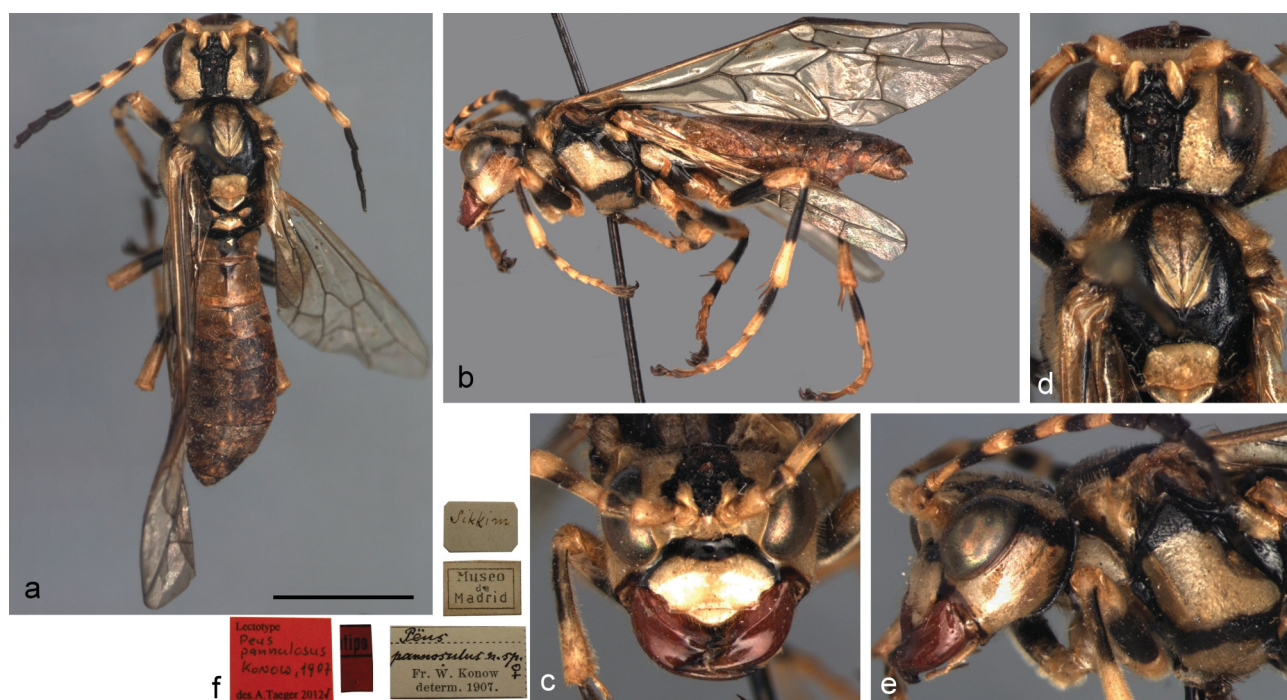 a
b
d
Sikkim
Museo
de
Madrid
f
Lectotype
Peus
pannulosus
Konow, 1907
des. A. Taeger 2012
tipo
Pëus
pannosulus n. sp. ♀
Fr. W. Konow
determ. 1907.
c
e